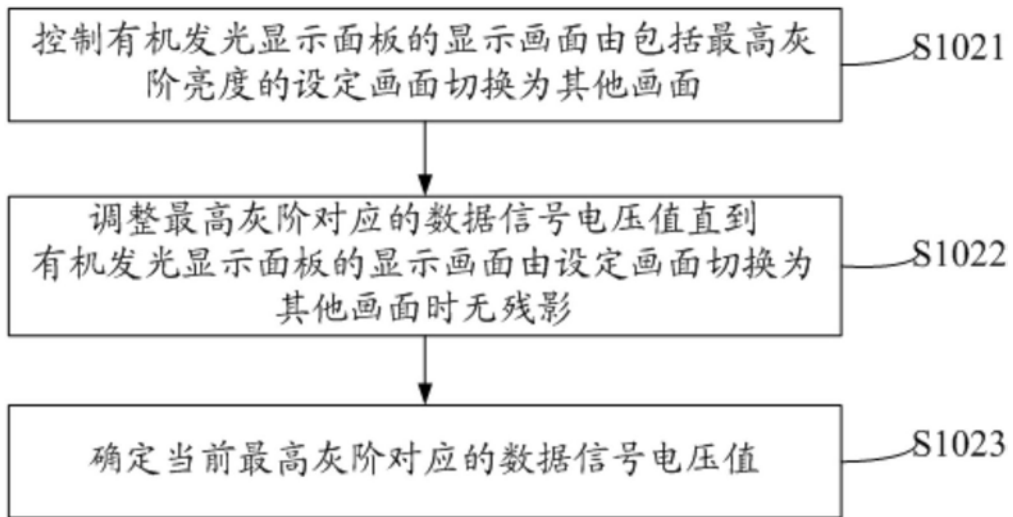 控制有机发光显示面板的显示画面由包括最高灰
阶亮度的设定画面切换为其他画面
S1021
调整最高灰阶对应的数据信号电压值直到
有机发光显示面板的显示画面由设定画面切换为
其他画面时无残影
S1022
确定当前最高灰阶对应的数据信号电压值
S1023